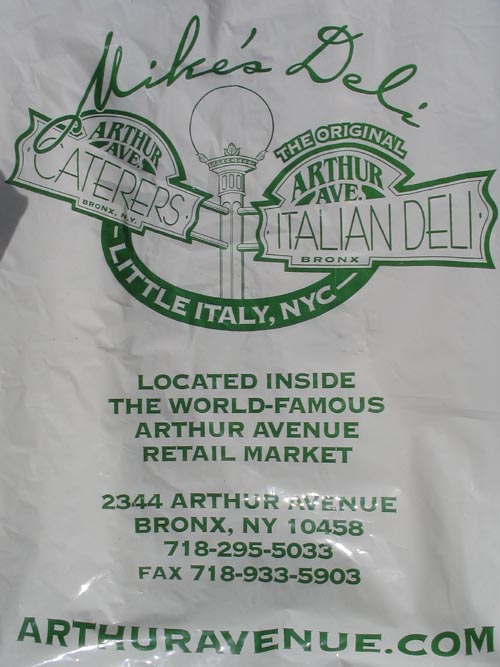 Mike's Deli
ARTHUR
AVE.
CATERERS
BRONX, N.Y.
THE ORIGINAL
ARTHUR
AVE.
ITALIAN DELI
BRONX
LITTLE ITALY, NYC
LOCATED INSIDE
THE WORLD-FAMOUS
ARTHUR AVENUE
RETAIL MARKET
2344 ARTHUR AVENUE
BRONX, NY 10458
718-295-5033
FAX 718-933-5903
ARTHURAVENUE.COM